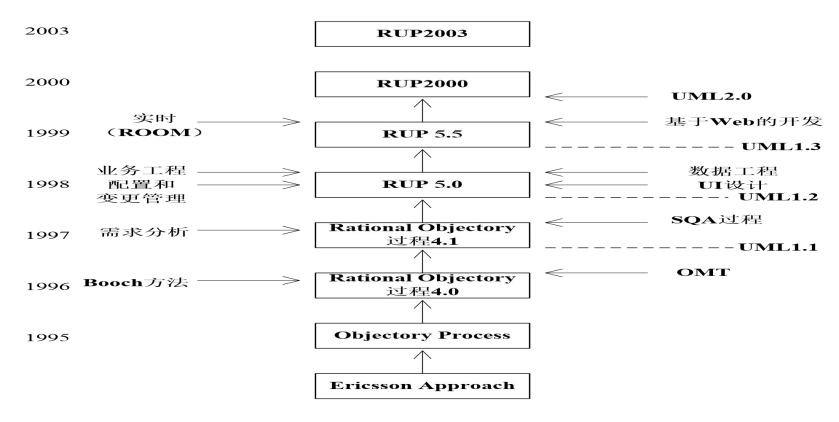 2003
RUP2003
2000
RUP2000
UML2.0
实时
（ROOM）
1999
RUP 5.5
基于Web的开发
UML1.3
业务工程
1998
配置和
变更管理
RUP 5.0
数据工程
UI设计
UML1.2
1997
需求分析
Rational Objectory
过程4.1
SQA过程
UML1.1
1996
Booch方法
Rational Objectory
过程4.0
OMT
1995
Objectory Process
Ericsson Approach